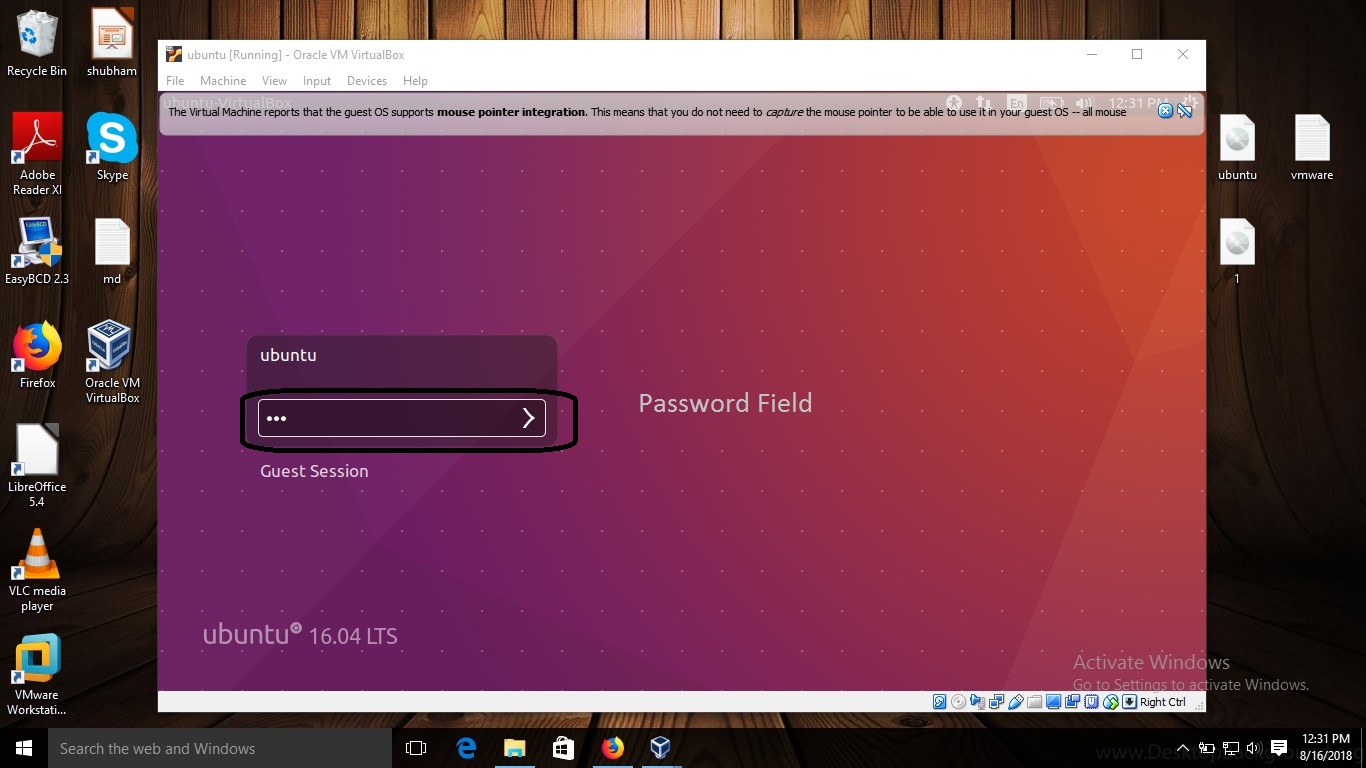 Recycle Bin
shubham
Adobe
Reader XI
Skype
EasyBCD
EasyBCD 2.3
md
Firefox
Oracle VM
VirtualBox
LibreOffice
5.4
VLC media
player
VMware
Workstati...
ubuntu [Running] - Oracle VM VirtualBox
File Machine View Input Devices Help
ubuntu-VirtualBox
En
12:31 PM
The Virtual Machine reports that the guest OS supports mouse pointer integration. This means that you do not need to capture the mouse pointer to be able to use it in your guest OS -- all mouse
ubuntu
Password Field
Guest Session
ubuntu 16.04 LTS
Right Ctrl
ubuntu
vmware
1
Activate Windows
Go to Settings to activate Windows.
Search the web and Windows
12:31 PM
8/16/2018